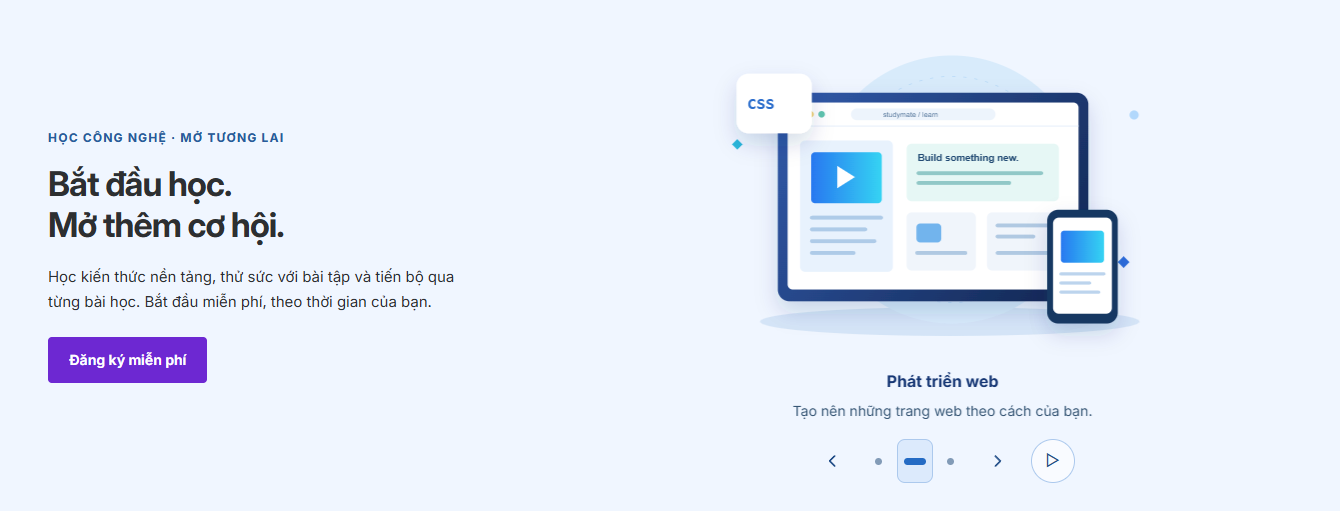 HỌC CÔNG NGHỆ · MỞ TƯƠNG LAI
Bắt đầu học.
Mở thêm cơ hội.
Học kiến thức nền tảng, thử sức với bài tập và tiến bộ qua
từng bài học. Bắt đầu miễn phí, theo thời gian của bạn.
Đăng ký miễn phí
CSS
studymate / learn
Build something new.
Phát triển web
Tạo nên những trang web theo cách của bạn.